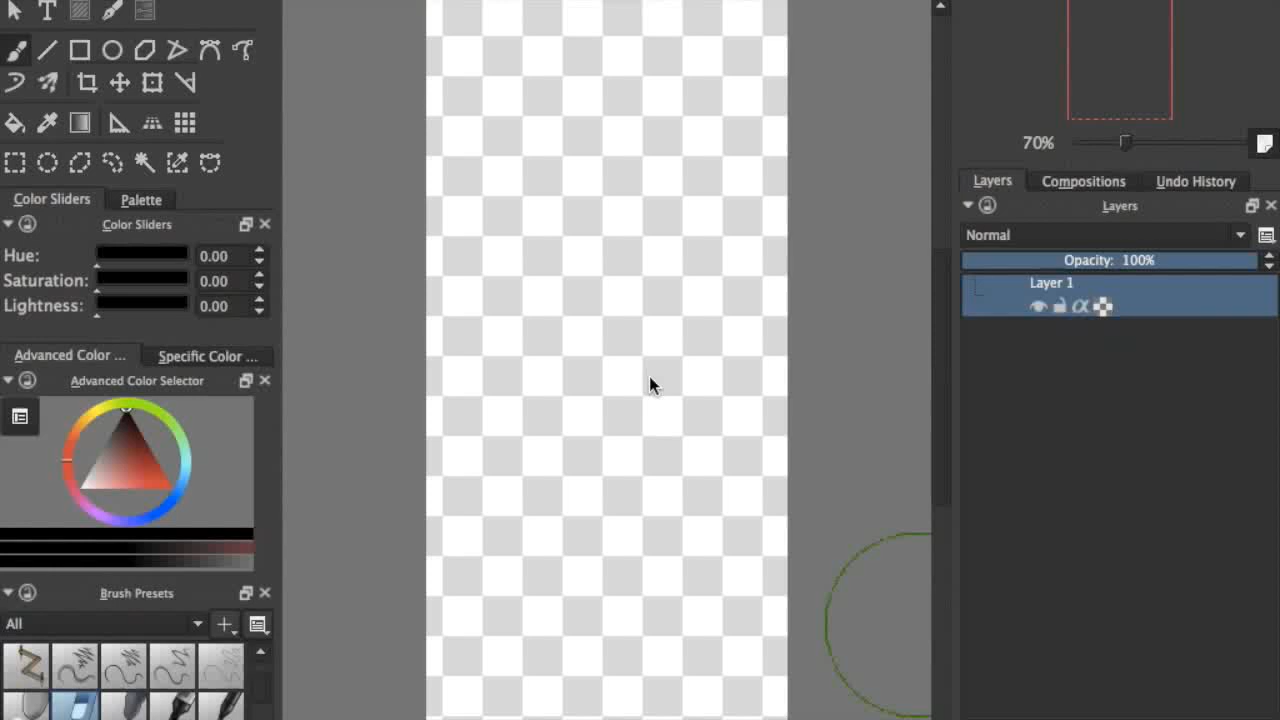 Color Sliders Palette
Color Sliders
Hue: 0.00
Saturation: 0.00
Lightness: 0.00
Advanced Color ... Specific Color ...
Advanced Color Selector
Brush Presets
All
70%
Layers Compositions Undo History
Layers
Normal
Opacity: 100%
Layer 1